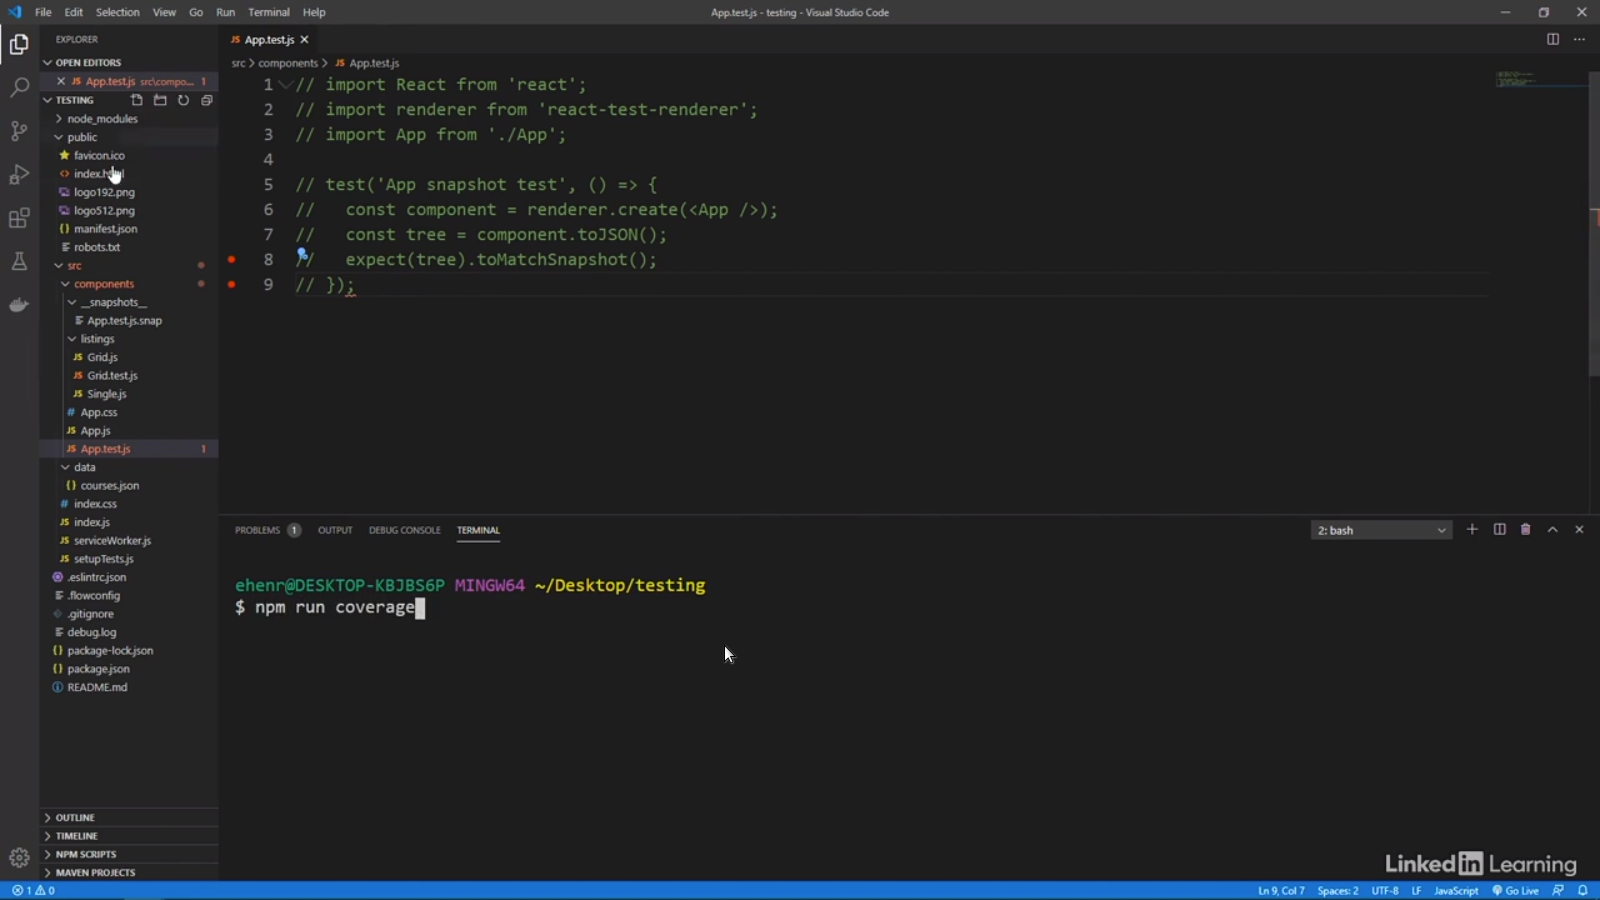 File Edit Selection View Go Run Terminal Help
App.test.js - testing - Visual Studio Code
EXPLORER
OPEN EDITORS
App.test.js src\compo... 1
TESTING
node_modules
public
favicon.ico
index.html
logo192.png
logo512.png
manifest.json
robots.txt
src
components
__snapshots__
App.test.js.snap
listings
Grid.js
Grid.test.js
Single.js
App.css
App.js
App.test.js 1
data
courses.json
index.css
index.js
serviceWorker.js
setupTests.js
.eslintrc.json
.flowconfig
.gitignore
debug.log
package-lock.json
package.json
README.md
OUTLINE
TIMELINE
NPM SCRIPTS
MAVEN PROJECTS
JS App.test.js
src > components > JS App.test.js
1 // import React from 'react';
2 // import renderer from 'react-test-renderer';
3 // import App from './App';
4
5 // test('App snapshot test', () => {
6 //   const component = renderer.create(<App />);
7 //   const tree = component.toJSON();
8 //   expect(tree).toMatchSnapshot();
9 // });
PROBLEMS 1 OUTPUT DEBUG CONSOLE TERMINAL
2: bash
ehenr@DESKTOP-KBJBS6P MINGW64 ~/Desktop/testing
$ npm run coverage
LinkedIn Learning
1 0
Ln 9, Col 7 Spaces: 2 UTF-8 LF JavaScript Go Live